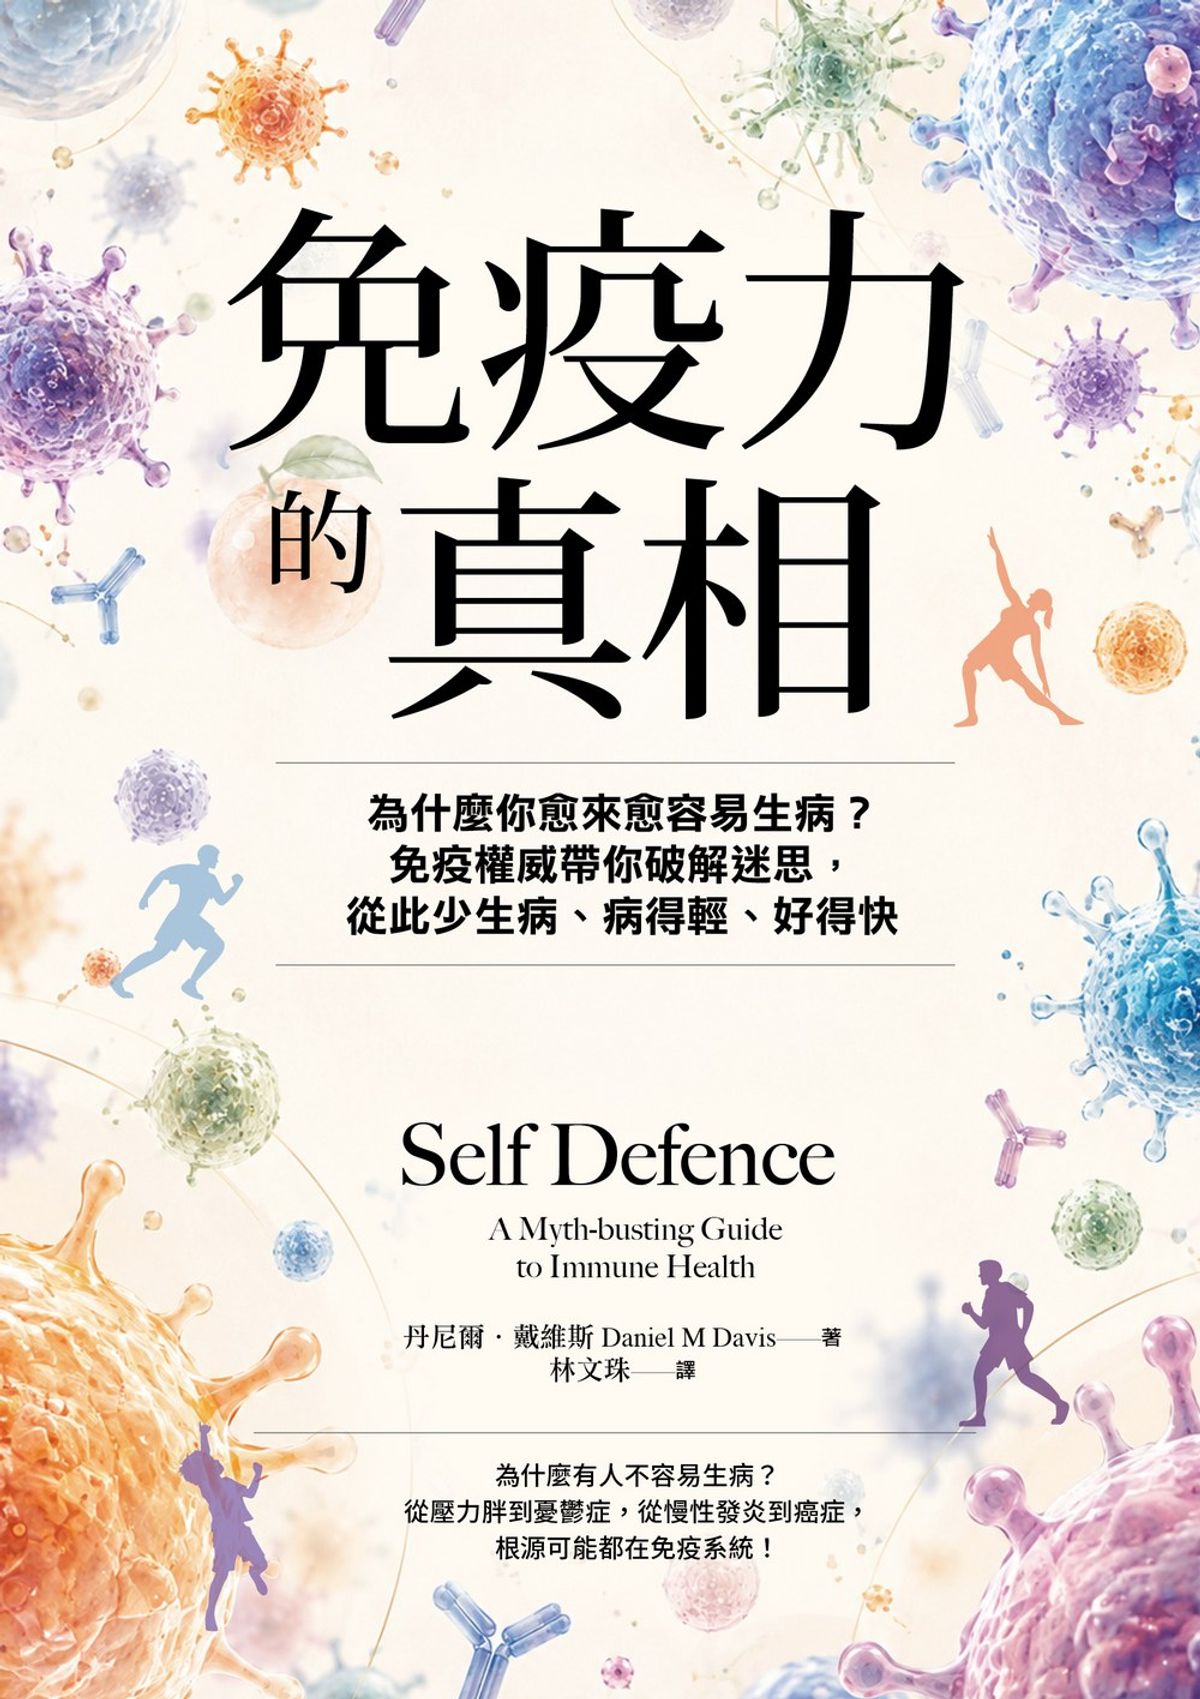 免疫力
的真相
為什麼你愈來愈容易生病？
免疫權威帶你破解迷思，
從此少生病、病得輕、好得快
Self Defence
A Myth-busting Guide
to Immune Health
丹尼爾・戴維斯 Daniel M Davis——著
林文珠——譯
為什麼有人不容易生病？
從壓力胖到憂鬱症，從慢性發炎到癌症，
根源可能都在免疫系統！